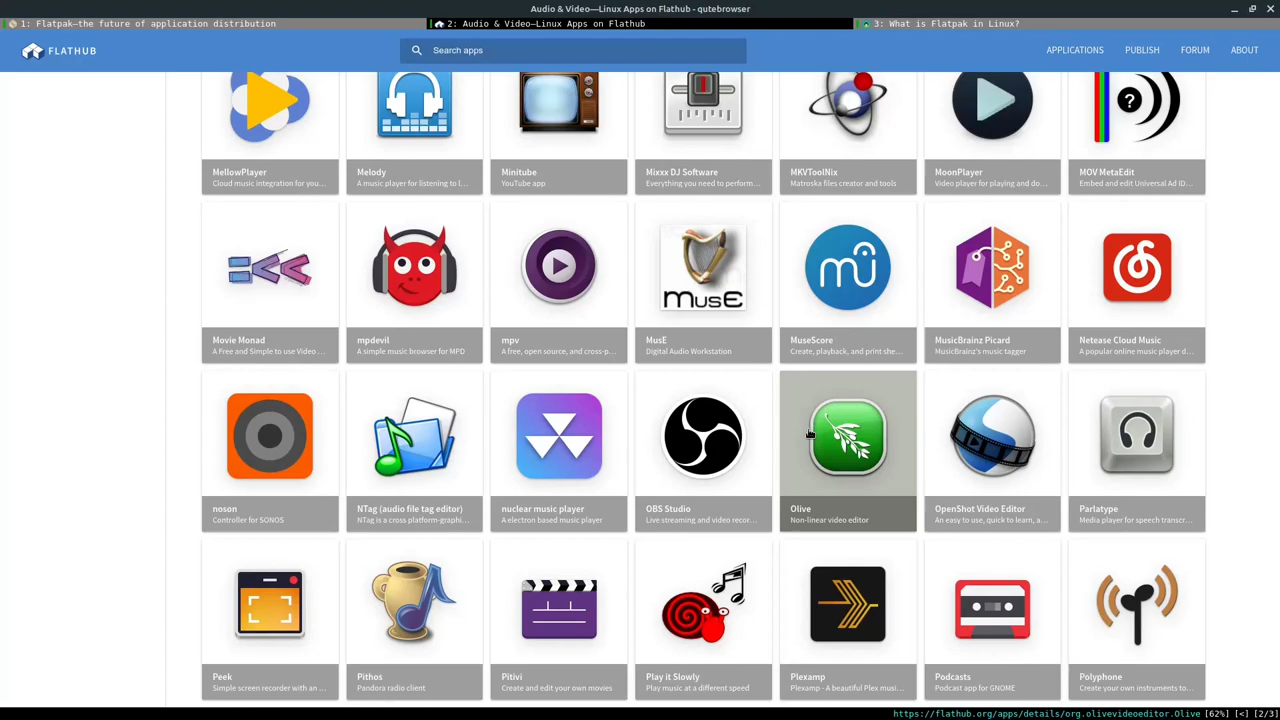 Audio & Video—Linux Apps on Flathub - qutebrowser
1: Flatpak—the future of application distribution
2: Audio & Video—Linux Apps on Flathub
3: What is Flatpak in Linux?
FLATHUB
Search apps
APPLICATIONS
PUBLISH
FORUM
ABOUT
MellowPlayer
Cloud music integration for you...
Melody
A music player for listening to l...
Minitube
YouTube app
Mixxx DJ Software
Everything you need to perform...
MKVToolNix
Matroska files creator and tools
MoonPlayer
Video player for playing and do...
?
MOV MetaEdit
Embed and edit Universal Ad ID...
Movie Monad
A Free and Simple to use Video ...
mpdevil
A simple music browser for MPD
mpv
A free, open source, and cross-p...
MusE
MusE
Digital Audio Workstation
MuseScore
Create, playback, and print she...
MusicBrainz Picard
MusicBrainz's music tagger
Netease Cloud Music
A popular online music player d...
noson
Controller for SONOS
NTag (audio file tag editor)
NTag is a cross platform-graphi...
nuclear music player
A electron based music player
OBS Studio
Live streaming and video recor...
Olive
Non-linear video editor
OpenShot Video Editor
An easy to use, quick to learn, a...
Parlatype
Media player for speech transcr...
Peek
Simple screen recorder with an ...
Pithos
Pandora radio client
Pitivi
Create and edit your own movies
Play it Slowly
Play music at a different speed
Plexamp
Plexamp - A beautiful Plex musi...
Podcasts
Podcast app for GNOME
Polyphone
Create your own instruments to...
https://flathub.org/apps/details/org.olivevideoeditor.Olive [62%] [<] [2/3]